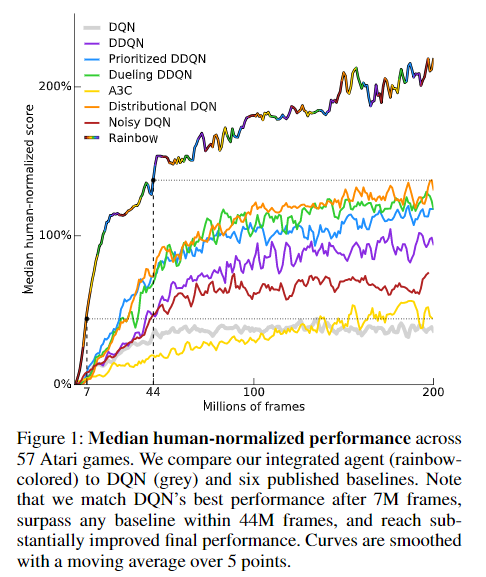 DQN
DDQN
Prioritized DDQN
Dueling DDQN
A3C
Distributional DQN
Noisy DQN
Rainbow
200%
100%
0%
Median human-normalized score
7
44
100
200
Millions of frames
Figure 1: Median human-normalized performance across
57 Atari games. We compare our integrated agent (rainbow-
colored) to DQN (grey) and six published baselines. Note
that we match DQN's best performance after 7M frames,
surpass any baseline within 44M frames, and reach sub-
stantially improved final performance. Curves are smoothed
with a moving average over 5 points.